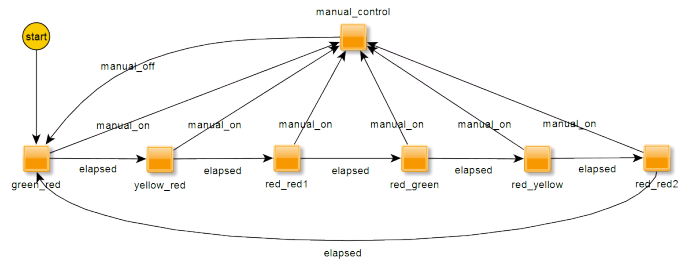 manual_control
start
manual_off
manual_on manual_on manual_on manual_on manual_on manual_on
elapsed elapsed elapsed elapsed elapsed
green_red yellow_red red_red1 red_green red_yellow red_red2
elapsed